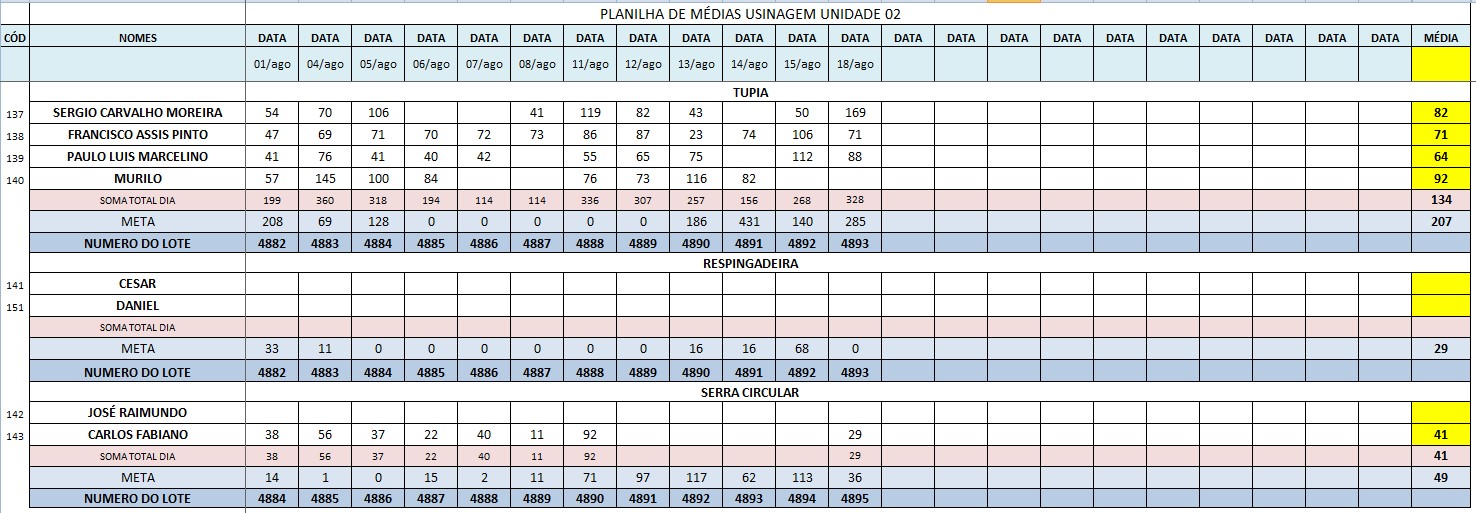 PLANILHA DE MÉDIAS USINAGEM UNIDADE 02
CÓD NOMES DATA DATA DATA DATA DATA DATA DATA DATA DATA DATA DATA DATA DATA DATA DATA DATA DATA DATA DATA DATA DATA DATA MÉDIA
01/ago 04/ago 05/ago 06/ago 07/ago 08/ago 11/ago 12/ago 13/ago 14/ago 15/ago 18/ago
TUPIA
137 SERGIO CARVALHO MOREIRA 54 70 106 41 119 82 43 50 169 82
138 FRANCISCO ASSIS PINTO 47 69 71 70 72 73 86 87 23 74 106 71 71
139 PAULO LUIS MARCELINO 41 76 41 40 42 55 65 75 112 88 64
140 MURILO 57 145 100 84 76 73 116 82 92
SOMA TOTAL DIA 199 360 318 194 114 114 336 307 257 156 268 328 134
META 208 69 128 0 0 0 0 0 186 431 140 285 207
NUMERO DO LOTE 4882 4883 4884 4885 4886 4887 4888 4889 4890 4891 4892 4893
RESPINGADEIRA
141 CESAR
151 DANIEL
SOMA TOTAL DIA
META 33 11 0 0 0 0 0 0 16 16 68 0 29
NUMERO DO LOTE 4882 4883 4884 4885 4886 4887 4888 4889 4890 4891 4892 4893
SERRA CIRCULAR
142 JOSÉ RAIMUNDO
143 CARLOS FABIANO 38 56 37 22 40 11 92 29 41
SOMA TOTAL DIA 38 56 37 22 40 11 92 29 41
META 14 1 0 15 2 11 71 97 117 62 113 36 49
NUMERO DO LOTE 4884 4885 4886 4887 4888 4889 4890 4891 4892 4893 4894 4895